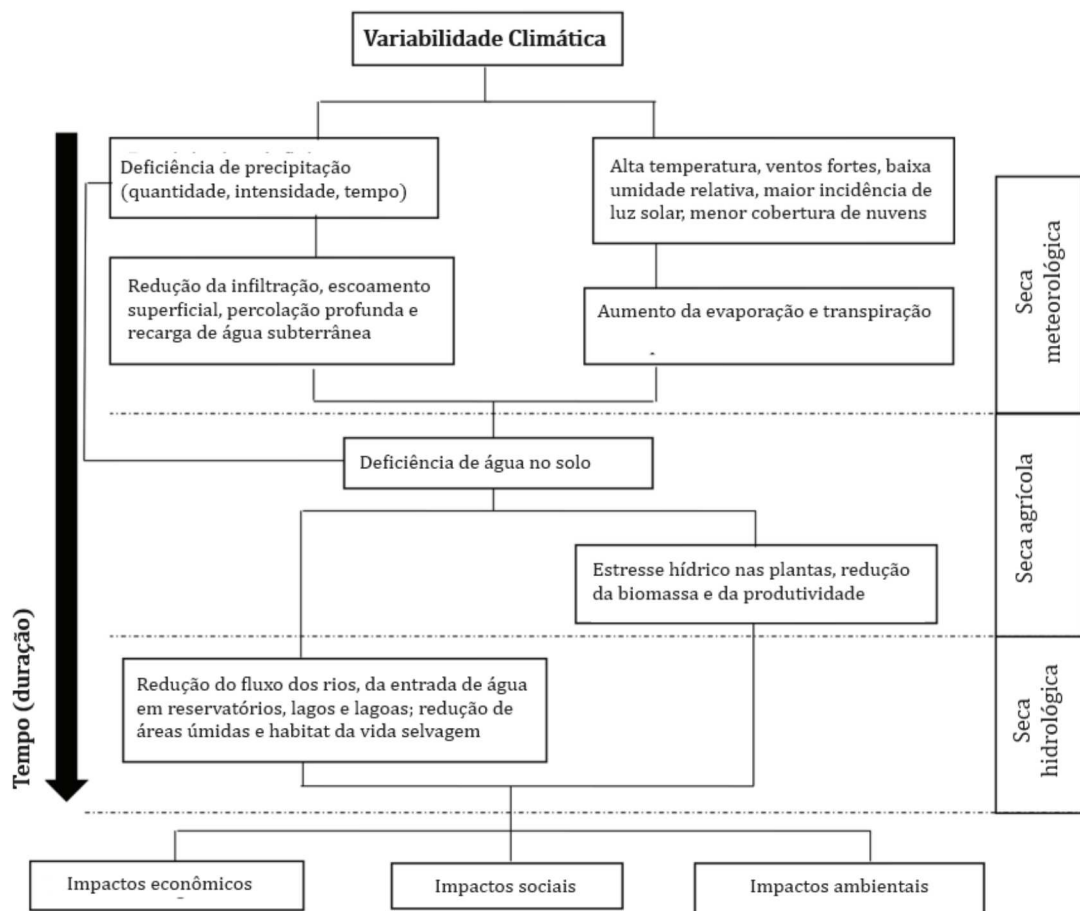 Variabilidade Climática
Deficiência de precipitação
(quantidade, intensidade, tempo)
Alta temperatura, ventos fortes, baixa
umidade relativa, maior incidência de
luz solar, menor cobertura de nuvens
Redução da infiltração, escoamento
superficial, percolação profunda e
recarga de água subterrânea
Aumento da evaporação e transpiração
Seca
meteorológica
Deficiência de água no solo
Estresse hídrico nas plantas, redução
da biomassa e da produtividade
Seca agrícola
Redução do fluxo dos rios, da entrada de água
em reservatórios, lagos e lagoas; redução de
áreas úmidas e habitat da vida selvagem
Seca
hidrológica
Tempo (duração)
Impactos econômicos
Impactos sociais
Impactos ambientais